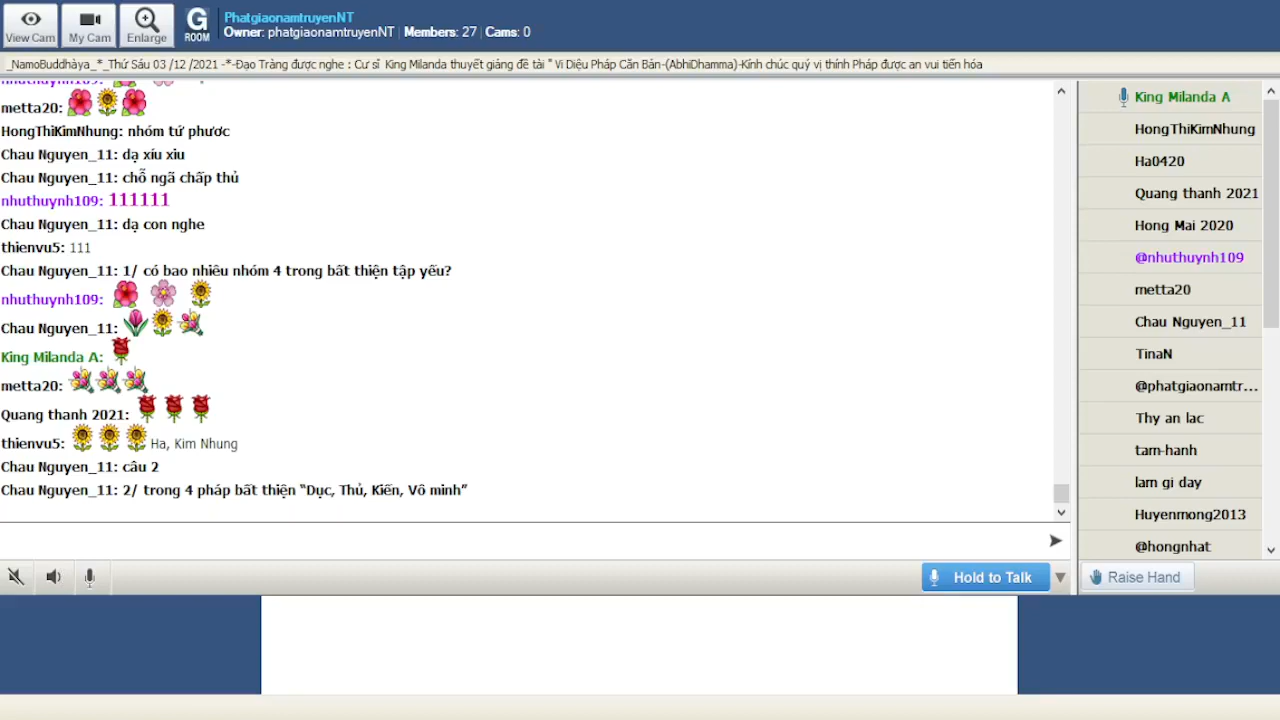 View Cam
My Cam
Enlarge
G
ROOM
PhatgiaonamtruyenNT
Owner: phatgiaonamtruyenNT | Members: 27 | Cams: 0
_NamoBuddhàya_*_Thứ Sáu 03 /12 /2021 -*-Đạo Tràng được nghe : Cư sĩ King Milanda thuyết giảng đề tài " Vi Diệu Pháp Căn Bản-(AbhiDhamma)-Kính chúc quý vị thính Pháp được an vui tiến hóa
nhuthuynh109:
metta20:
HongThiKimNhung: nhóm tứ phươc
Chau Nguyen_11: dạ xíu xiu
Chau Nguyen_11: chỗ ngã chấp thủ
nhuthuynh109: 111111
Chau Nguyen_11: dạ con nghe
thienvu5: 111
Chau Nguyen_11: 1/ có bao nhiêu nhóm 4 trong bất thiện tập yếu?
nhuthuynh109:
Chau Nguyen_11:
King Milanda A:
metta20:
Quang thanh 2021:
thienvu5: Ha, Kim Nhung
Chau Nguyen_11: câu 2
Chau Nguyen_11: 2/ trong 4 pháp bất thiện “Dục, Thủ, Kiến, Vô minh”
King Milanda A
HongThiKimNhung
Ha0420
Quang thanh 2021
Hong Mai 2020
@nhuthuynh109
metta20
Chau Nguyen_11
TinaN
@phatgiaonamtr...
Thy an lac
tam-hanh
lam gi day
Huyenmong2013
@hongnhat
Hold to Talk
Raise Hand